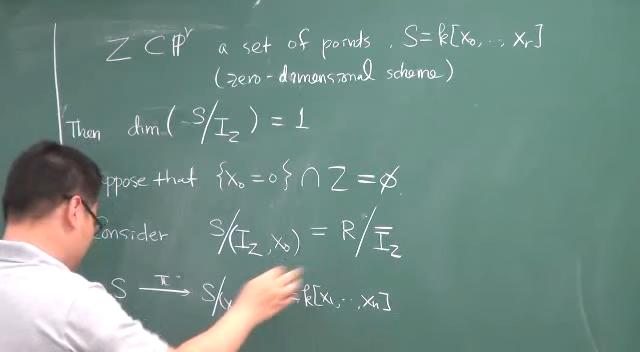 Z ⊂ ℙʳ a set of points, S = k[x₀, .., xᵣ]
(zero-dimensional scheme)
Then dim( S/I_Z ) = 1
ppose that {x₀ = 0} ∩ Z = ∅
onsider S/(I_Z, x₀) = R/Ī_Z
S —π→ S/(x = k[x₁, .., xₙ]